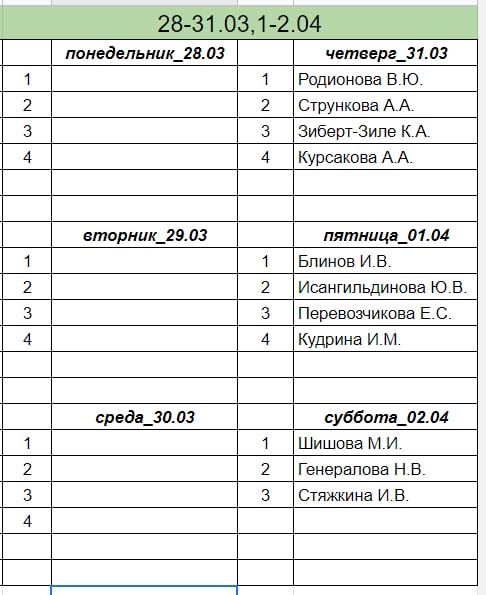 28-31.03,1-2.04
понедельник_28.03 четверг_31.03
1 1 Родионова В.Ю.
2 2 Стрункова А.А.
3 3 Зиберт-Зиле К.А.
4 4 Курсакова А.А.
вторник_29.03 пятница_01.04
1 1 Блинов И.В.
2 2 Исангильдинова Ю.В.
3 3 Перевозчикова Е.С.
4 4 Кудрина И.М.
среда_30.03 суббота_02.04
1 1 Шишова М.И.
2 2 Генералова Н.В.
3 3 Стяжкина И.В.
4